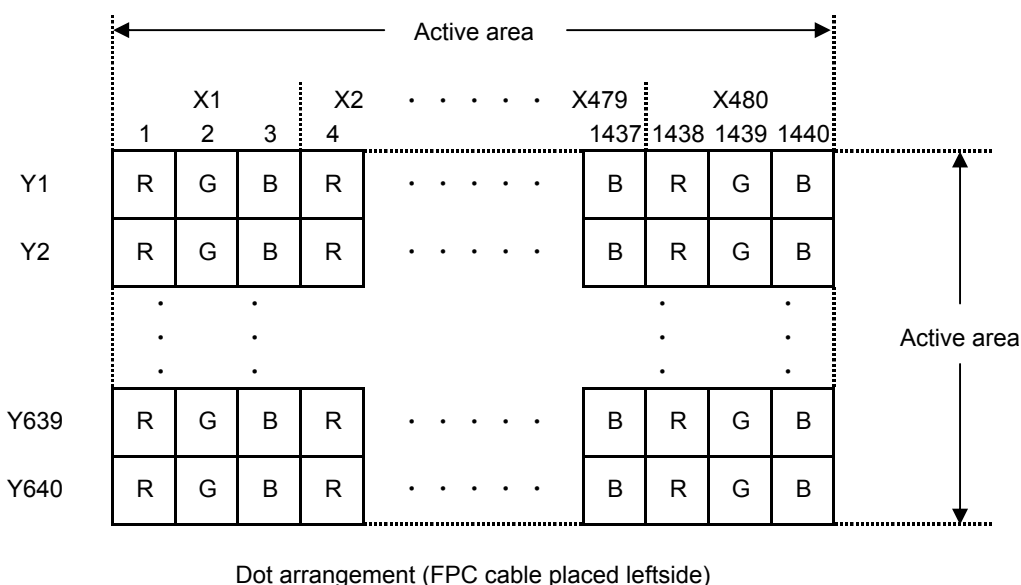 Active area
X1 X2 · · · · · X479 X480
1 2 3 4 1437 1438 1439 1440
Y1 R G B R · · · · · B R G B
Y2 R G B R · · · · · B R G B
Active area
Y639 R G B R · · · · · B R G B
Y640 R G B R · · · · · B R G B
Dot arrangement (FPC cable placed leftside)